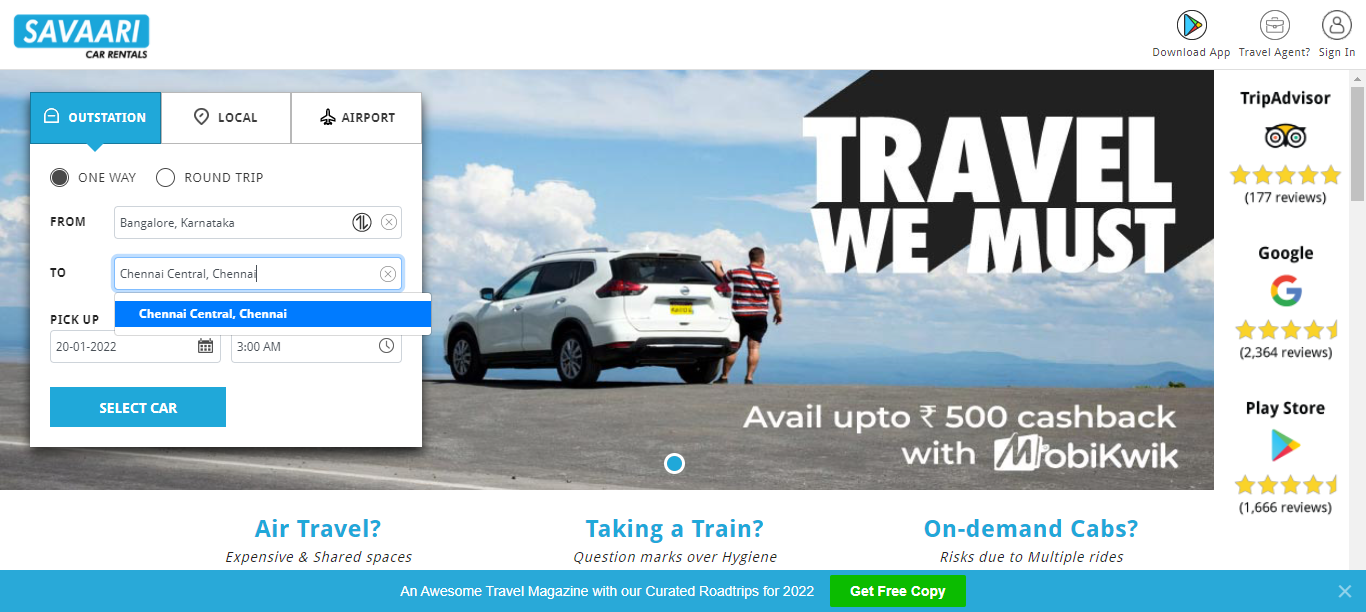 SAVAARI
CAR RENTALS
Download App
Travel Agent?
Sign In
OUTSTATION
LOCAL
AIRPORT
ONE WAY
ROUND TRIP
FROM
Bangalore, Karnataka
TO
Chennai Central, Chennai
Chennai Central, Chennai
PICK UP
20-01-2022
3:00 AM
SELECT CAR
TRAVEL
WE MUST
Avail upto ₹ 500 cashback
with MobiKwik
TripAdvisor
(177 reviews)
Google
(2,364 reviews)
Play Store
(1,666 reviews)
Air Travel?
Expensive & Shared spaces
Taking a Train?
Question marks over Hygiene
On-demand Cabs?
Risks due to Multiple rides
An Awesome Travel Magazine with our Curated Roadtrips for 2022
Get Free Copy